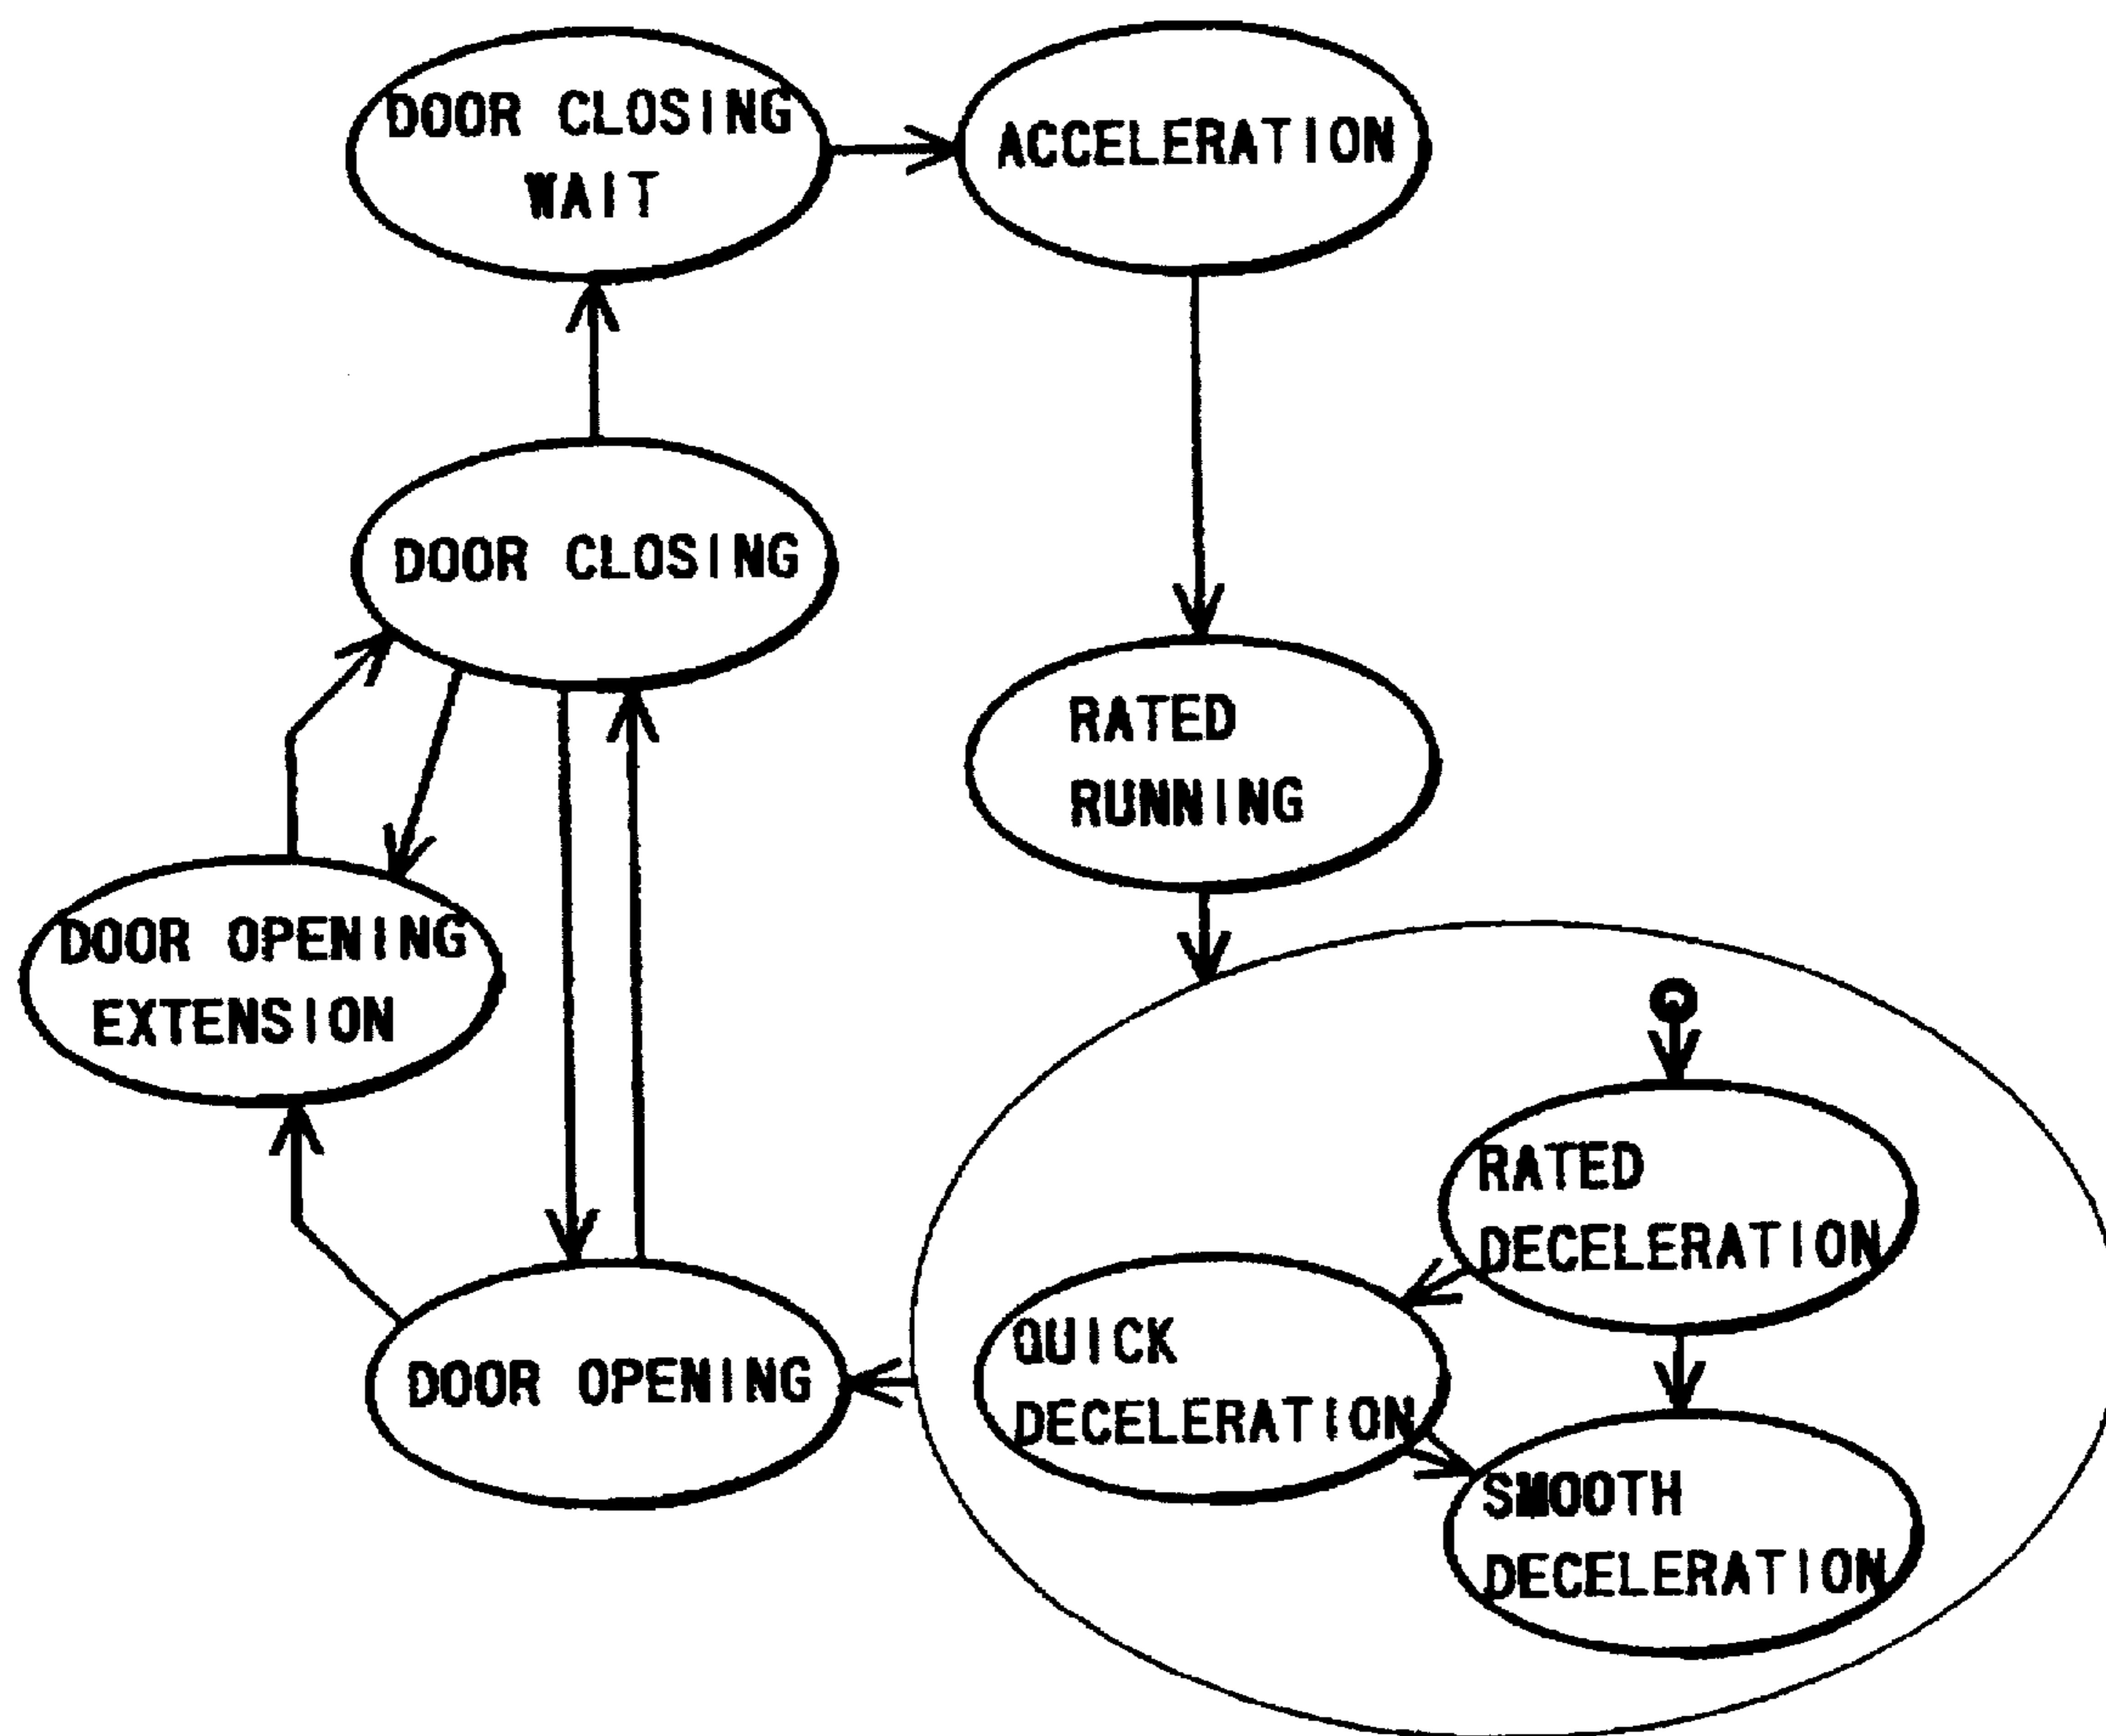 DOOR CLOSING
WAIT
ACCELERATION
DOOR CLOSING
RATED
RUNNING
DOOR OPENING
EXTENSION
RATED
DECELERATION
QUICK
DECELERATION
DOOR OPENING
SMOOTH
DECELERATION